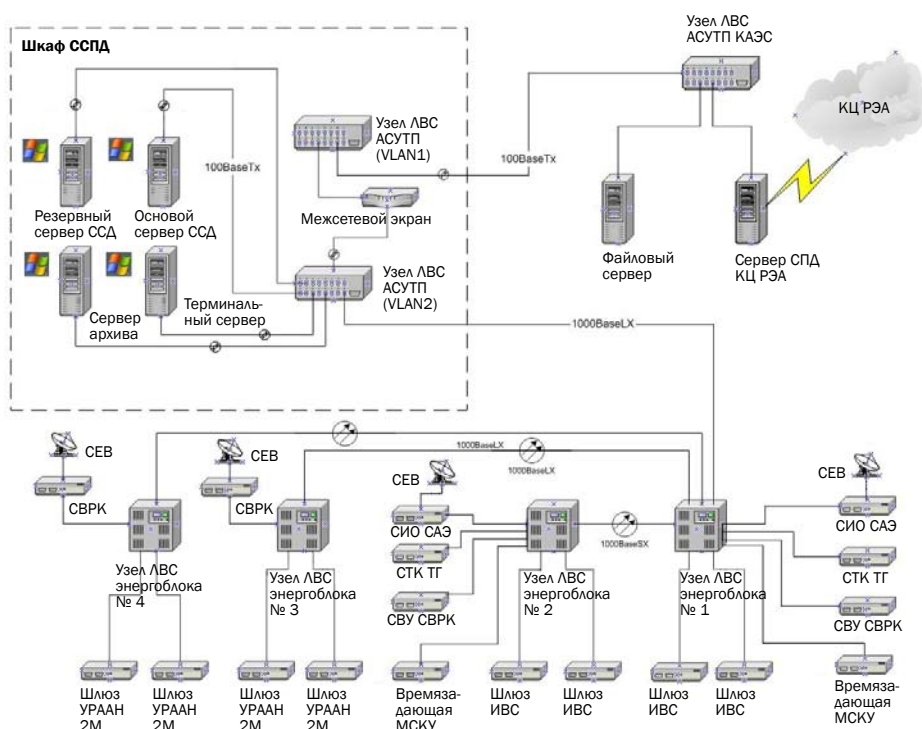 Шкаф ССПД
Узел ЛВС
АСУТП КАЭС
КЦ РЭА
Узел ЛВС
АСУТП
(VLAN1)
100BaseTx
100BaseTx
Резервный
сервер ССД
Основой
сервер ССД
Межсетевой экран
Файловый
сервер
Сервер СПД
КЦ РЭА
Узел ЛВС
АСУТП
(VLAN2)
Сервер
архива
Терминаль-
ный сервер
1000BaseLX
СЕВ
СВРК
СЕВ
СВРК
1000BaseLX
1000BaseLX
СЕВ
СИО САЭ
СТК ТГ
СВУ СВРК
1000BaseSX
СЕВ
СИО САЭ
СТК ТГ
СВУ СВРК
Узел ЛВС
энергоблока
№ 4
Узел ЛВС
энергоблока
№ 3
Узел ЛВС
энергоблока
№ 2
Узел ЛВС
энергоблока
№ 1
Шлюз
УРААН
2М
Шлюз
УРААН
2М
Шлюз
УРААН
2М
Шлюз
УРААН
2М
Времяза-
дающая
МСКУ
Шлюз
ИВС
Шлюз
ИВС
Шлюз
ИВС
Шлюз
ИВС
Времяза-
дающая
МСКУ